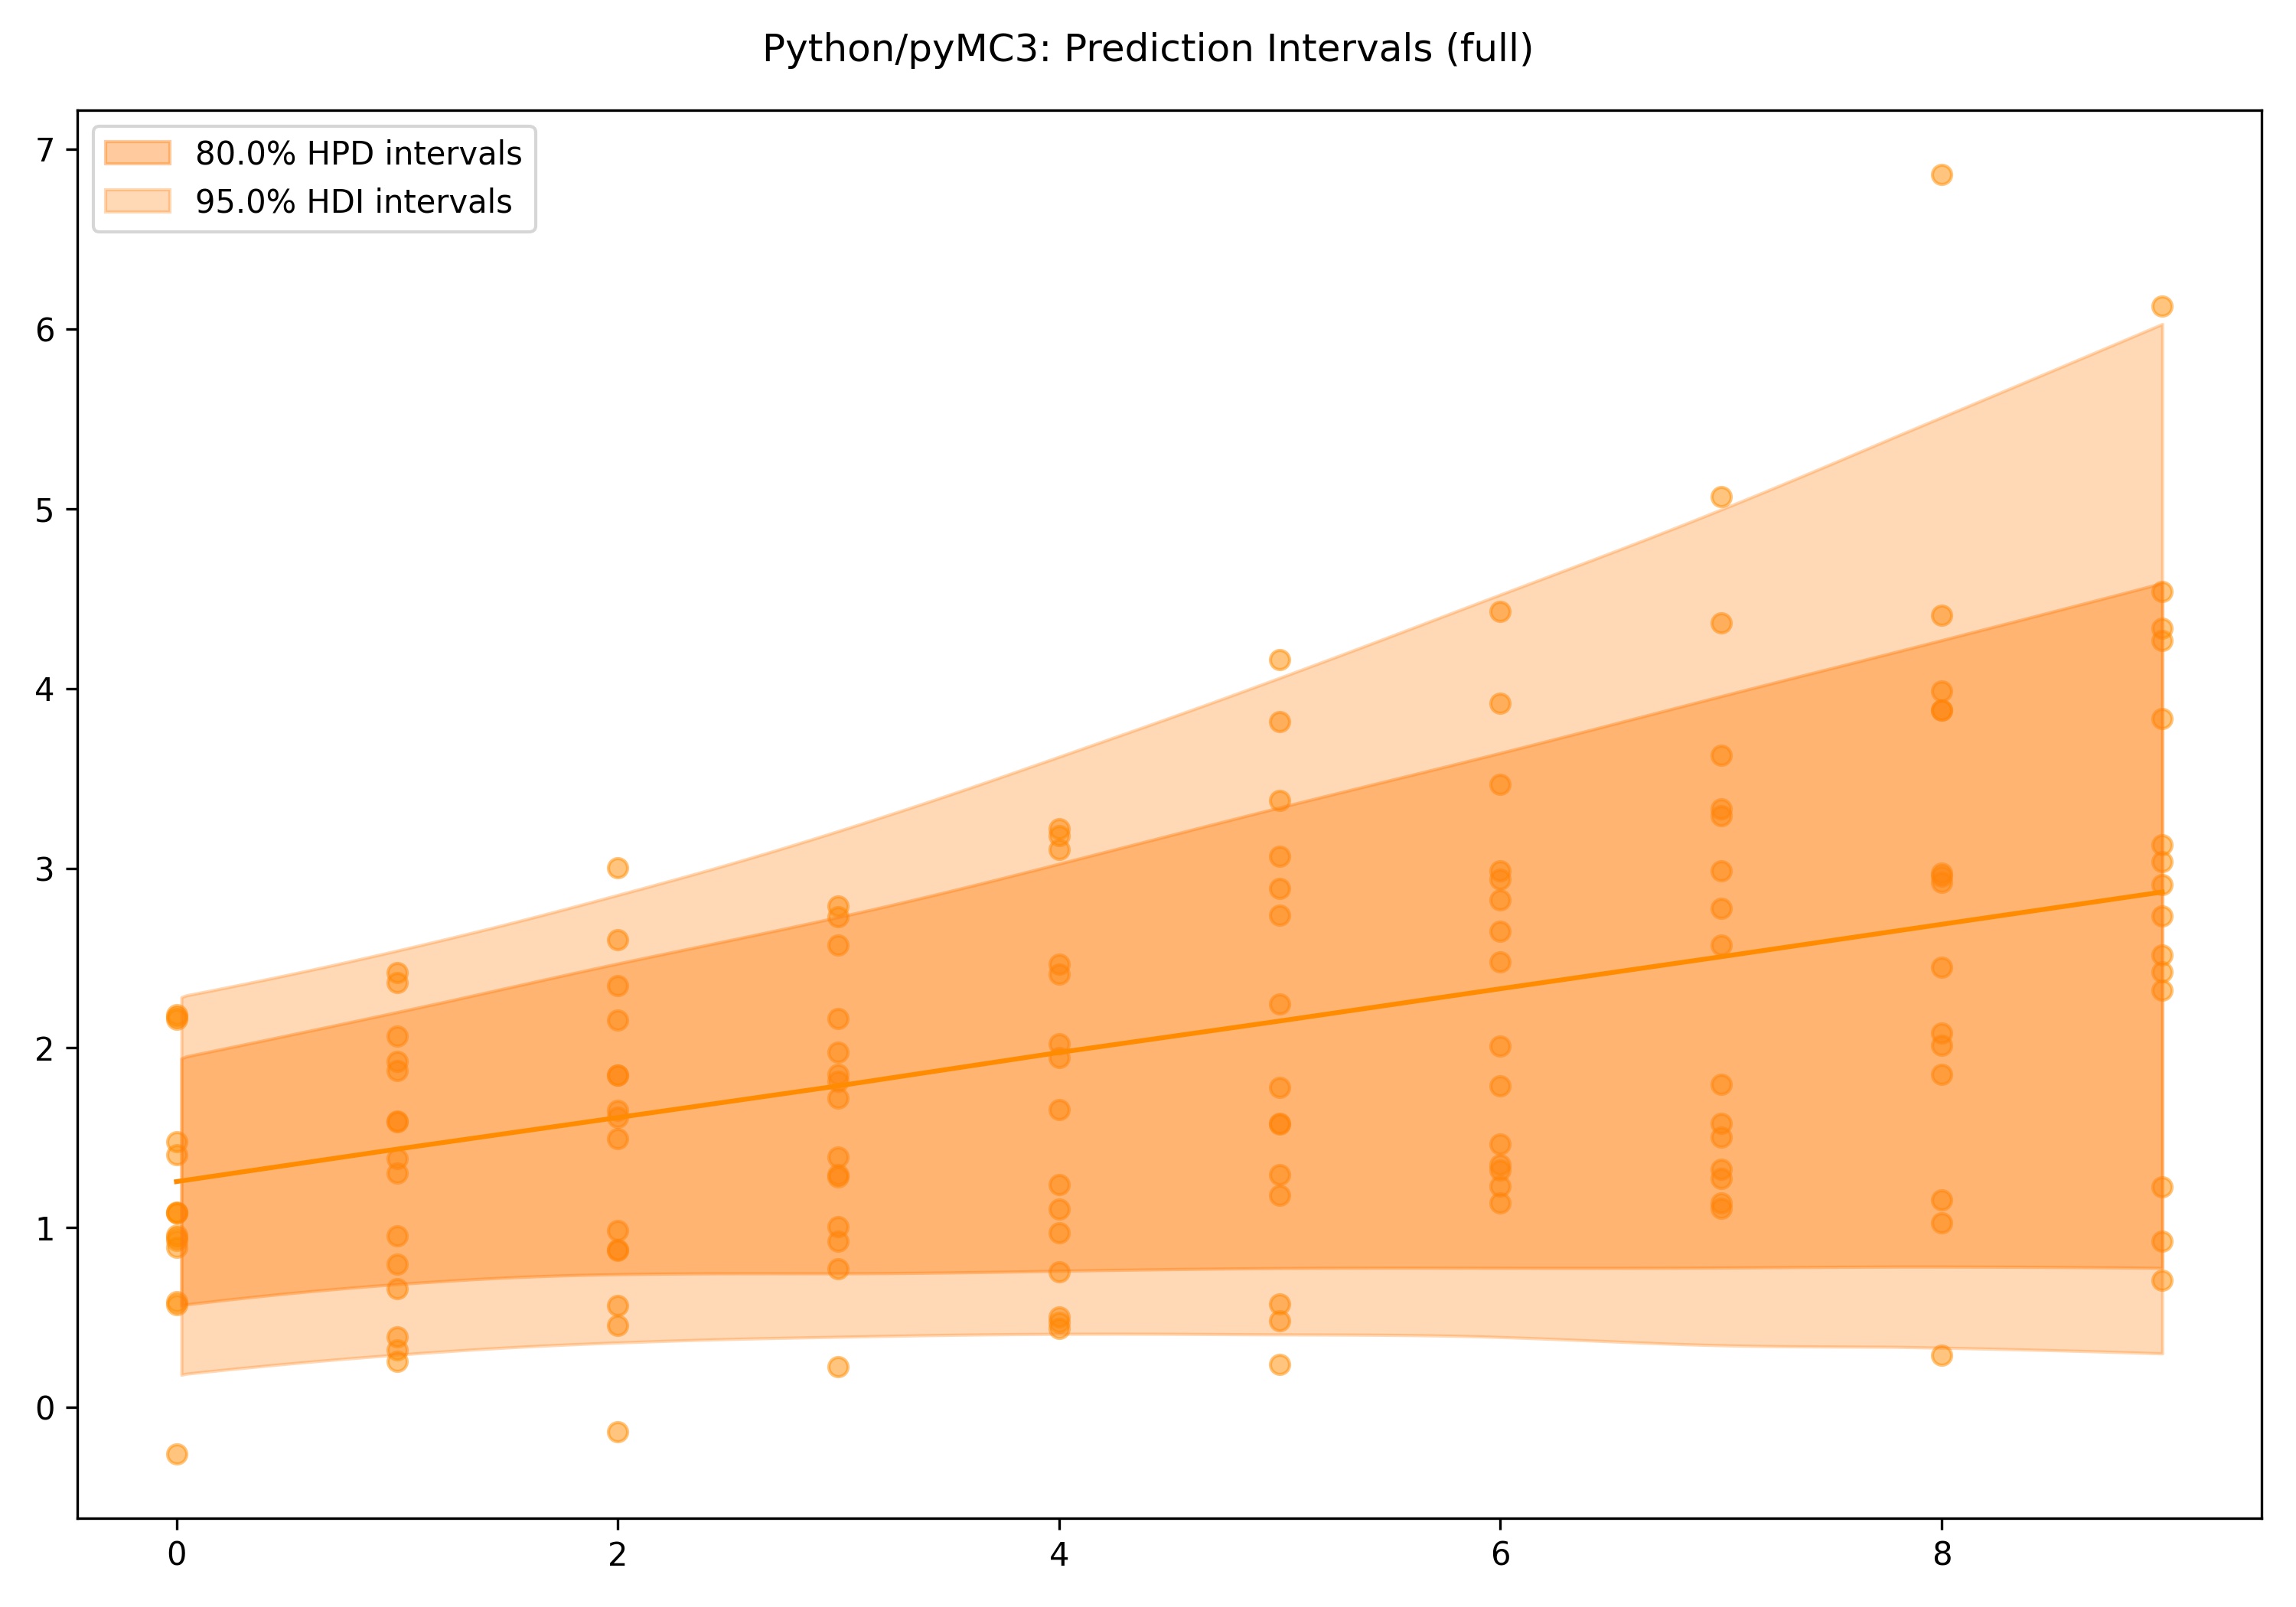 Python/pyMC3: Prediction Intervals (full)
80.0% HPD intervals
95.0% HDI intervals
7
6
5
4
3
2
1
0
0 2 4 6 8